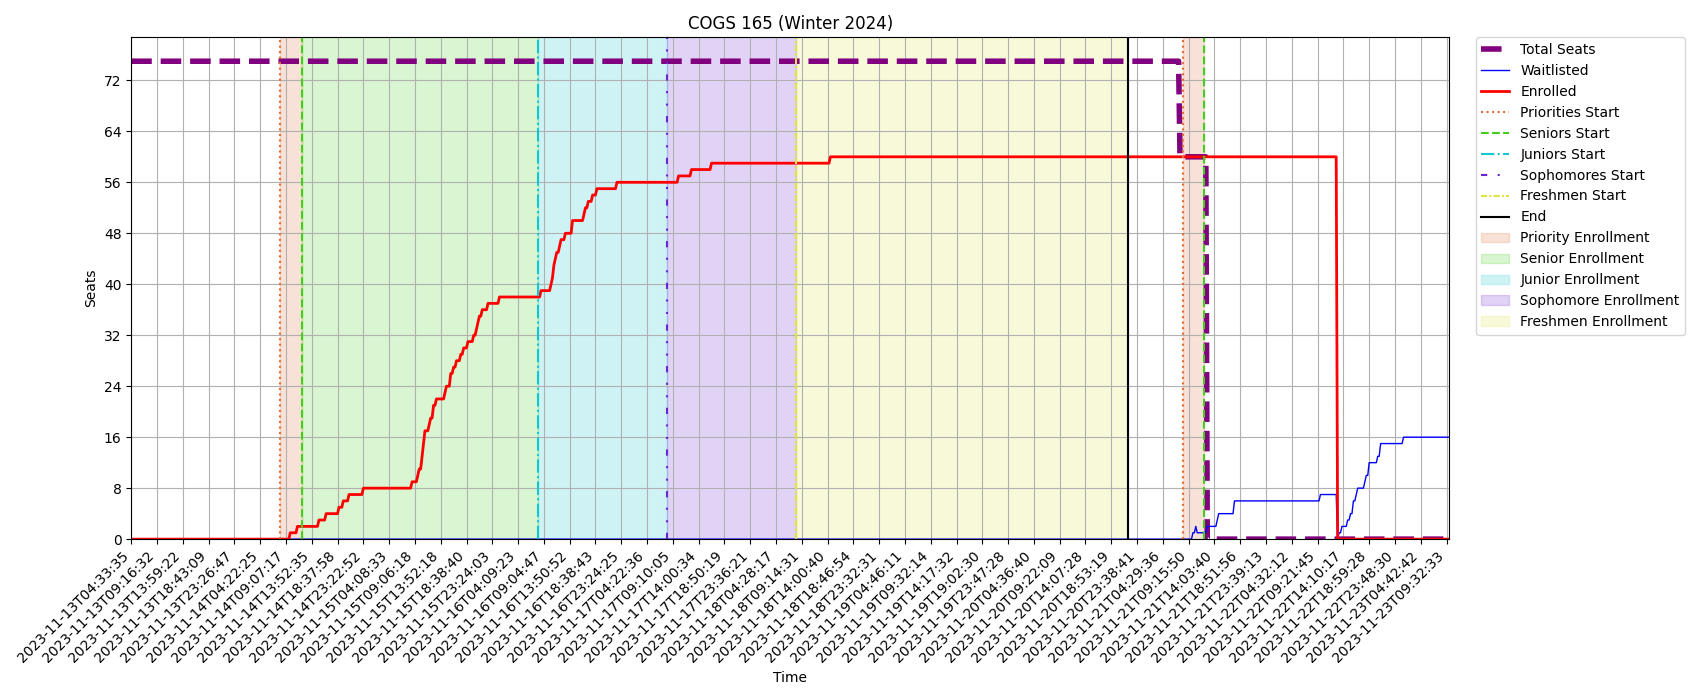 COGS 165 (Winter 2024)
Seats
72
64
56
48
40
32
24
16
8
0
2023-11-13T04:33:35
2023-11-13T09:16:32
2023-11-13T13:59:22
2023-11-13T18:43:09
2023-11-13T23:26:47
2023-11-14T04:22:25
2023-11-14T09:07:17
2023-11-14T13:52:35
2023-11-14T18:37:58
2023-11-14T23:22:52
2023-11-15T04:08:33
2023-11-15T09:06:18
2023-11-15T13:52:18
2023-11-15T18:38:40
2023-11-15T23:24:03
2023-11-16T04:09:23
2023-11-16T09:04:47
2023-11-16T13:50:52
2023-11-16T18:38:43
2023-11-16T23:24:25
2023-11-17T04:22:36
2023-11-17T09:10:05
2023-11-17T14:00:34
2023-11-17T18:50:19
2023-11-17T23:36:21
2023-11-18T04:28:17
2023-11-18T09:14:31
2023-11-18T14:00:40
2023-11-18T18:46:54
2023-11-18T23:32:31
2023-11-19T04:46:11
2023-11-19T09:32:14
2023-11-19T14:17:32
2023-11-19T19:02:30
2023-11-19T23:47:28
2023-11-20T04:36:40
2023-11-20T09:22:09
2023-11-20T14:07:28
2023-11-20T18:53:19
2023-11-20T23:38:41
2023-11-21T04:29:36
2023-11-21T09:15:50
2023-11-21T14:03:40
2023-11-21T18:51:56
2023-11-21T23:39:13
2023-11-22T04:32:12
2023-11-22T09:21:45
2023-11-22T14:10:17
2023-11-22T18:59:28
2023-11-22T23:48:30
2023-11-23T04:42:42
2023-11-23T09:32:33
Time
Total Seats
Waitlisted
Enrolled
Priorities Start
Seniors Start
Juniors Start
Sophomores Start
Freshmen Start
End
Priority Enrollment
Senior Enrollment
Junior Enrollment
Sophomore Enrollment
Freshmen Enrollment